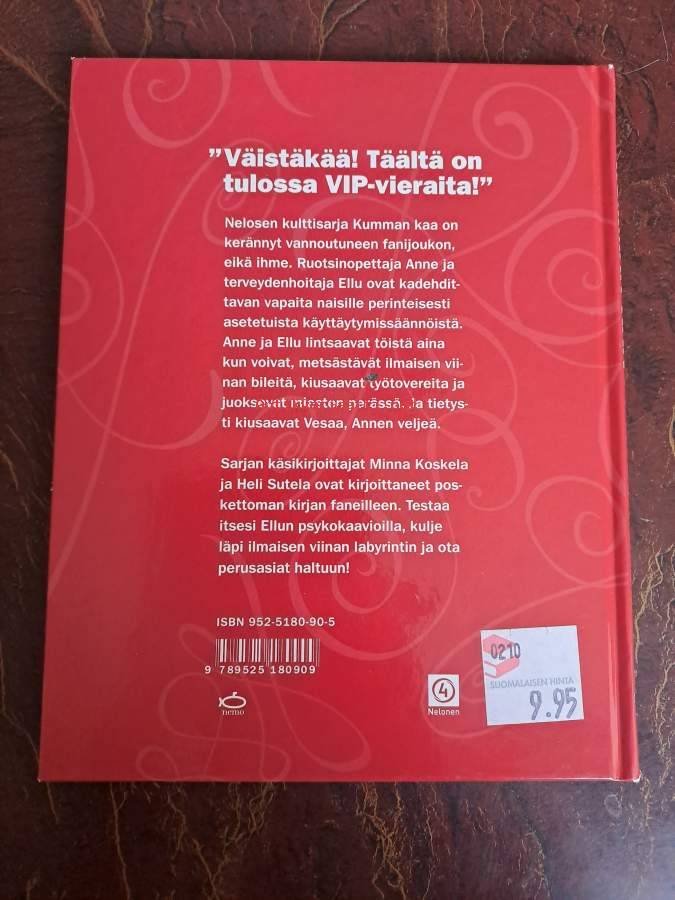 ”Väistäkää! Täältä on
tulossa VIP-vieraita!”
Nelosen kulttisarja Kumman kaa on
kerännyt vannoutuneen fanijoukon,
eikä ihme. Ruotsinopettaja Anne ja
terveydenhoitaja Ellu ovat kadehdit-
tavan vapaita naisille perinteisesti
asetetuista käyttäytymissäännöistä.
Anne ja Ellu lintsaavat töistä aina
kun voivat, metsästävät ilmaisen vii-
nan bileitä, kiusaavat työtovereita ja
juoksevat miesten perässä. Ja tietys-
ti kiusaavat Vesaa, Annen veljeä.
Sarjan käsikirjoittajat Minna Koskela
ja Heli Sutela ovat kirjoittaneet pos-
kettoman kirjan faneilleen. Testaa
itsesi Ellun psykokaavioilla, kulje
läpi ilmaisen viinan labyrintin ja ota
perusasiat haltuun!
ISBN 952-5180-90-5
9 789525 180909
nemo
4
Nelonen
0210
SUOMALAISEN HINTA
9.95